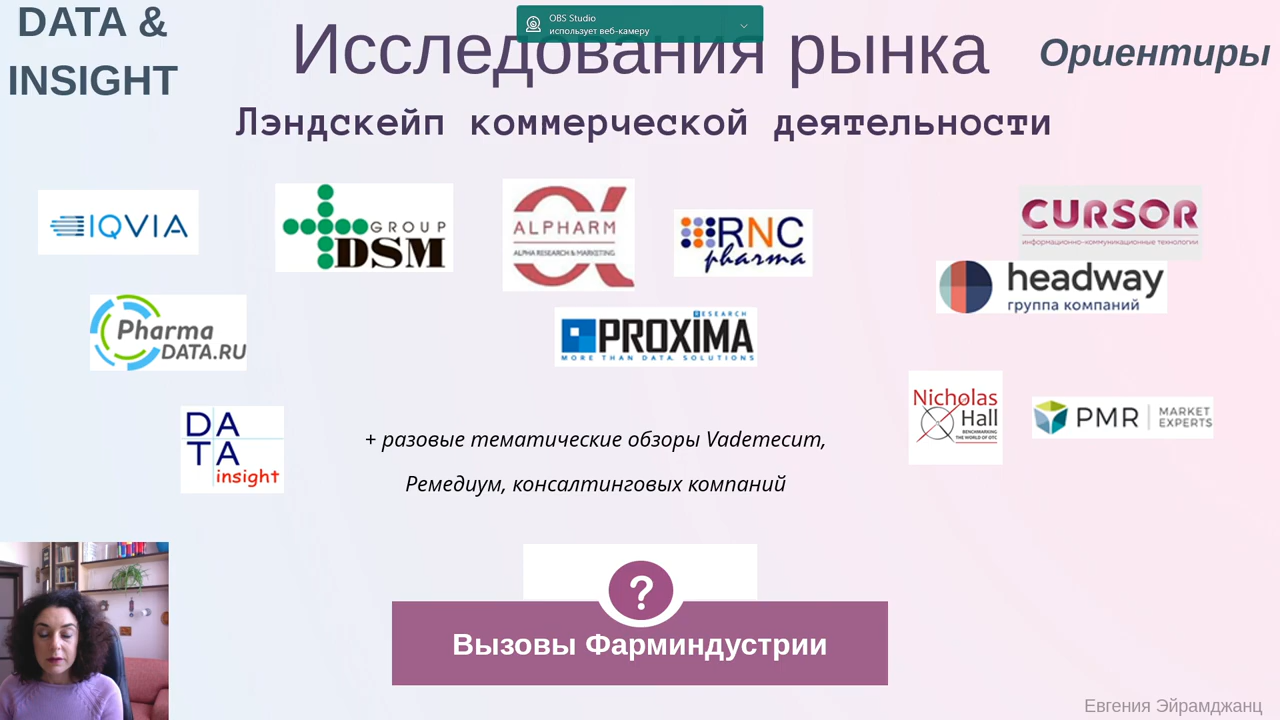 DATA &
INSIGHT
OBS Studio
использует веб-камеру
Исследования рынка
Ориентиры
Лэндскейп коммерческой деятельности
IQVIA
GROUP
DSM
ALPHARM
ALPHA RESEARCH & MARKETING
RNC
pharma
CURSOR
информационно-коммуникационные технологии
headway
группа компаний
Pharma
DATA.RU
RESEARCH
PROXIMA
MORE THAN DATA. SOLUTIONS
Nicholas
Hall
BENCHMARKING
THE WORLD OF OTC
PMR
MARKET
EXPERTS
DA
TA
insight
+ разовые тематические обзоры Vademecum,
Ремедиум, консалтинговых компаний
?
Вызовы Фарминдустрии
Евгения Эйрамджанц